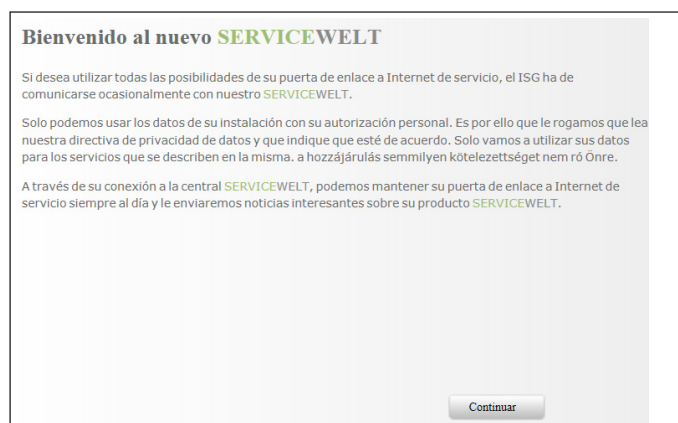 Bienvenido al nuevo SERVICEWELT
Si desea utilizar todas las posibilidades de su puerta de enlace a Internet de servicio, el ISG ha de
comunicarse ocasionalmente con nuestro SERVICEWELT.
Solo podemos usar los datos de su instalación con su autorización personal. Es por ello que le rogamos que lea
nuestra directiva de privacidad de datos y que indique que esté de acuerdo. Solo vamos a utilizar sus datos
para los servicios que se describen en la misma. a hozzájárulás semmilyen kötelezettséget nem ró Önre.
A través de su conexión a la central SERVICEWELT, podemos mantener su puerta de enlace a Internet de
servicio siempre al día y le enviaremos noticias interesantes sobre su producto SERVICEWELT.
Continuar